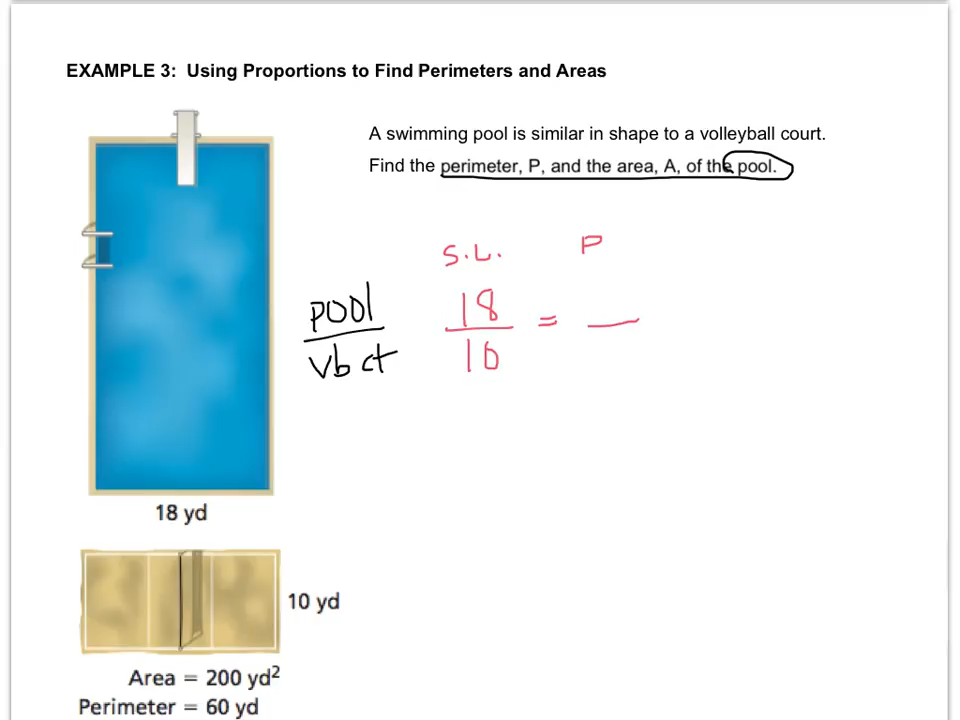 EXAMPLE 3: Using Proportions to Find Perimeters and Areas
A swimming pool is similar in shape to a volleyball court.
Find the perimeter, P, and the area, A, of the pool.
S.L. P
pool 18 =
vb ct 10
18 yd
10 yd
Area = 200 yd²
Perimeter = 60 yd